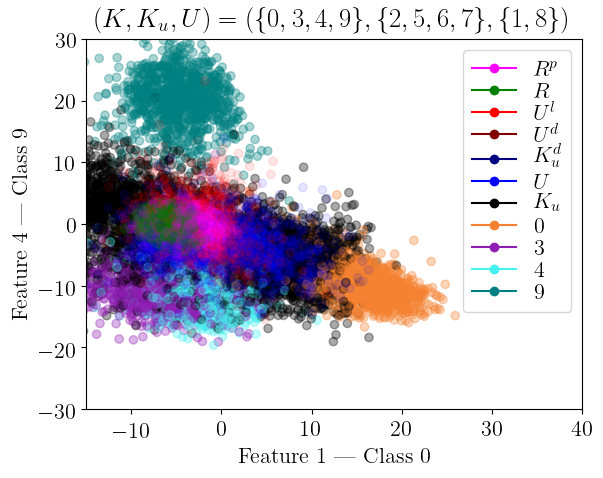 (K, K_u, U) = ({0, 3, 4, 9}, {2, 5, 6, 7}, {1, 8})
30
20
10
0
−10
−20
−30
Feature 4 — Class 9
R^p
R
U^l
U^d
K_u^d
U
K_u
0
3
4
9
−10
0
10
20
30
40
Feature 1 — Class 0